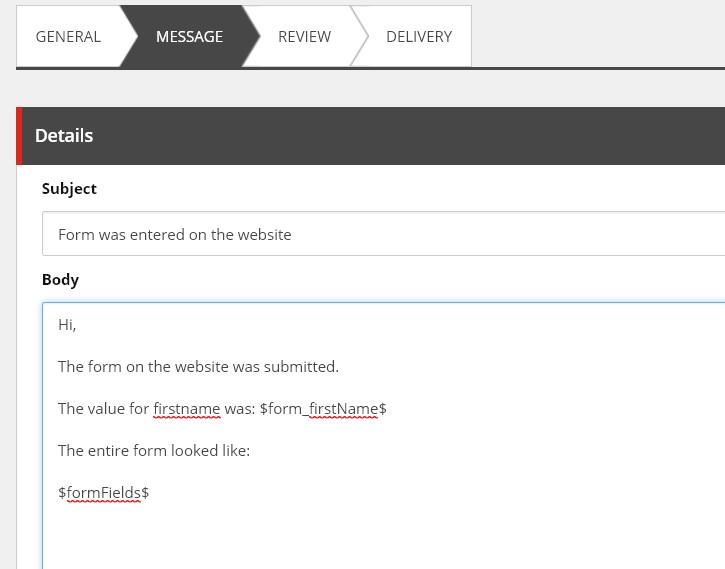 GENERAL MESSAGE REVIEW DELIVERY
Details
Subject
Form was entered on the website
Body
Hi,
The form on the website was submitted.
The value for firstname was: $form_firstName$
The entire form looked like:
$formFields$